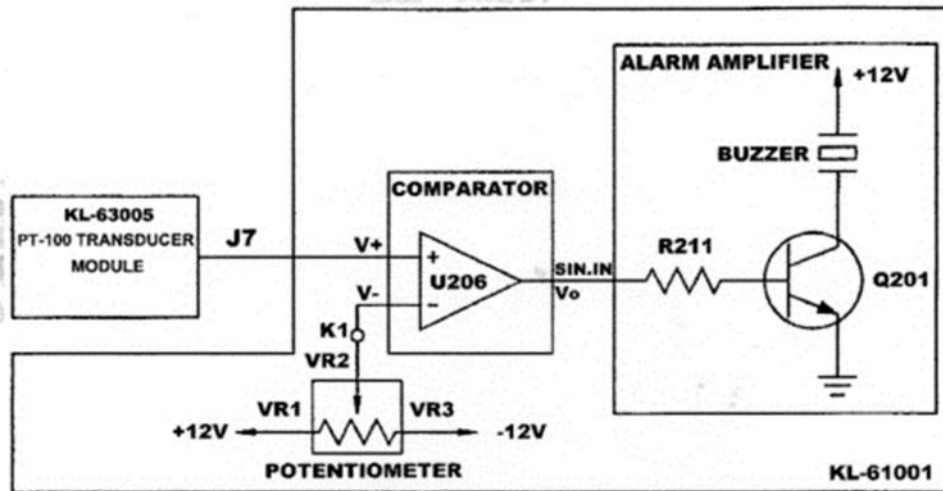 ALARM AMPLIFIER
+12V
BUZZER
COMPARATOR
KL-63005
PT-100 TRANSDUCER
MODULE
J7
V+
+
U206
V-
-
K1
VR2
SIN.IN
Vo
R211
Q201
VR1
VR3
+12V
-12V
POTENTIOMETER
KL-61001